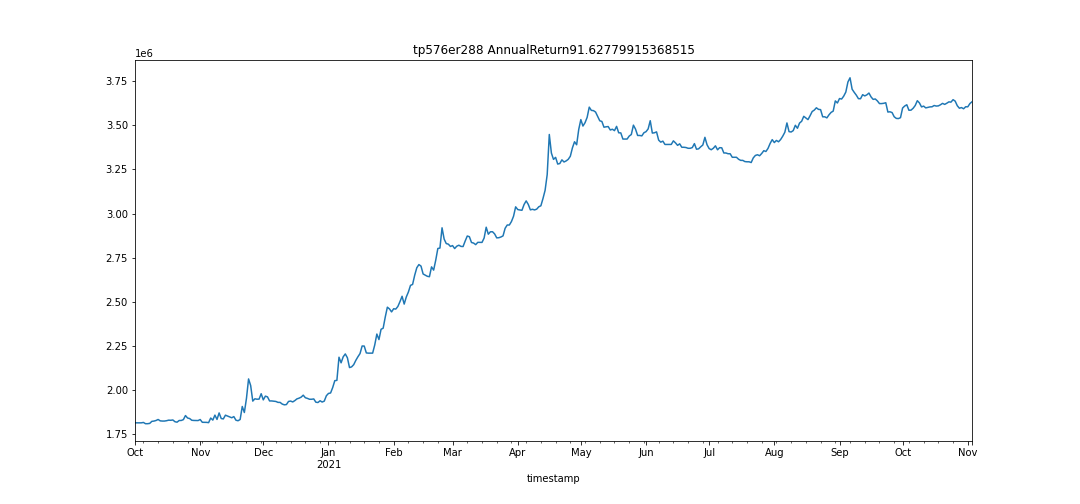 tp576er288 AnnualReturn91.62779915368515
1e6
3.75
3.50
3.25
3.00
2.75
2.50
2.25
2.00
1.75
Oct Nov Dec Jan Feb Mar Apr May Jun Jul Aug Sep Oct Nov
2021
timestamp